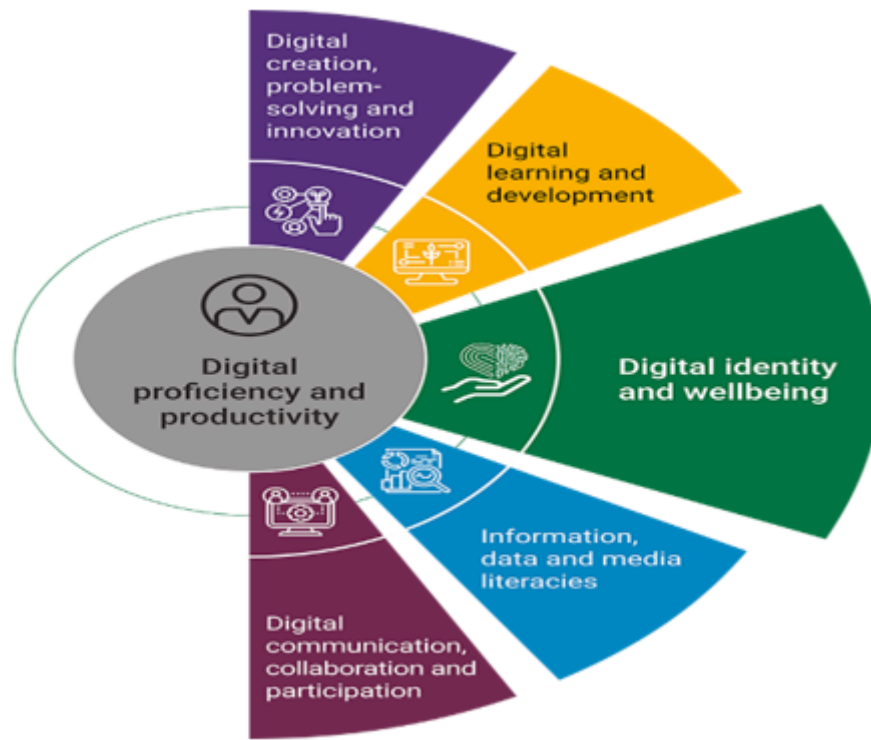 Digital
creation,
problem-
solving and
innovation
Digital
learning and
development
Digital identity
and wellbeing
Digital
proficiency and
productivity
Information,
data and media
literacies
Digital
communication,
collaboration and
participation